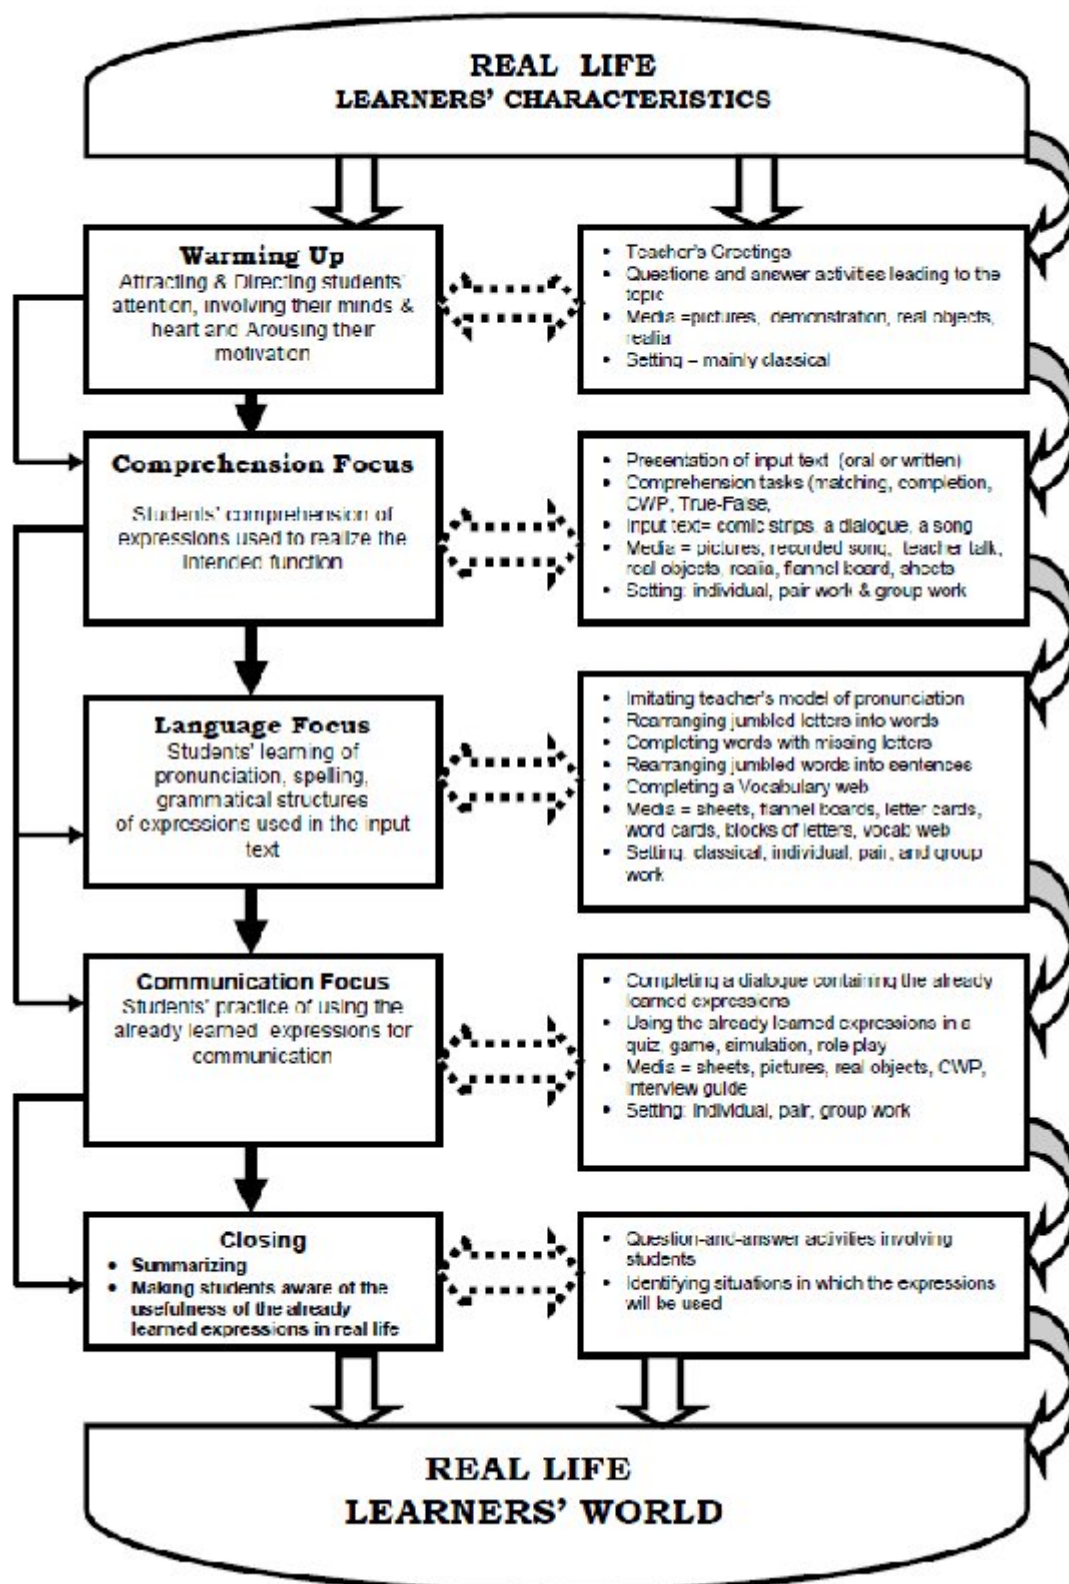 REAL LIFE
LEARNERS' CHARACTERISTICS
Warming Up
Attracting & Directing students'
attention, involving their minds &
heart and Arousing their
motivation
• Teacher's Greetings
• Questions and answer activities leading to the
topic
• Media =pictures, demonstration, real objects,
realia
• Setting – mainly classical
Comprehension Focus
Students' comprehension of
expressions used to realize the
intended function
• Presentation of input text (oral or written)
• Comprehension tasks (matching, completion,
CWP, True-False,
• Input text= comic strips, a dialogue, a song
• Media = pictures, recorded song, teacher talk,
real objects, realia, flannel board, sheets
• Setting: individual, pair work & group work
Language Focus
Students' learning of
pronunciation, spelling,
grammatical structures
of expressions used in the input
text
• Imitating teacher's model of pronunciation
• Rearranging jumbled letters into words
• Completing words with missing letters
• Rearranging jumbled words into sentences
• Completing a Vocabulary web
• Media = sheets, flannel boards, letter cards,
word cards, blocks of letters, vocab web
• Setting: classical, individual, pair, and group
work
Communication Focus
Students' practice of using the
already learned expressions for
communication
• Completing a dialogue containing the already
learned expressions
• Using the already learned expressions in a
quiz, game, simulation, role play
• Media = sheets, pictures, real objects, CWP,
interview guide
• Setting: individual, pair, group work
Closing
• Summarizing
• Making students aware of the
usefulness of the already
learned expressions in real life
• Question-and-answer activities involving
students
• Identifying situations in which the expressions
will be used
REAL LIFE
LEARNERS' WORLD